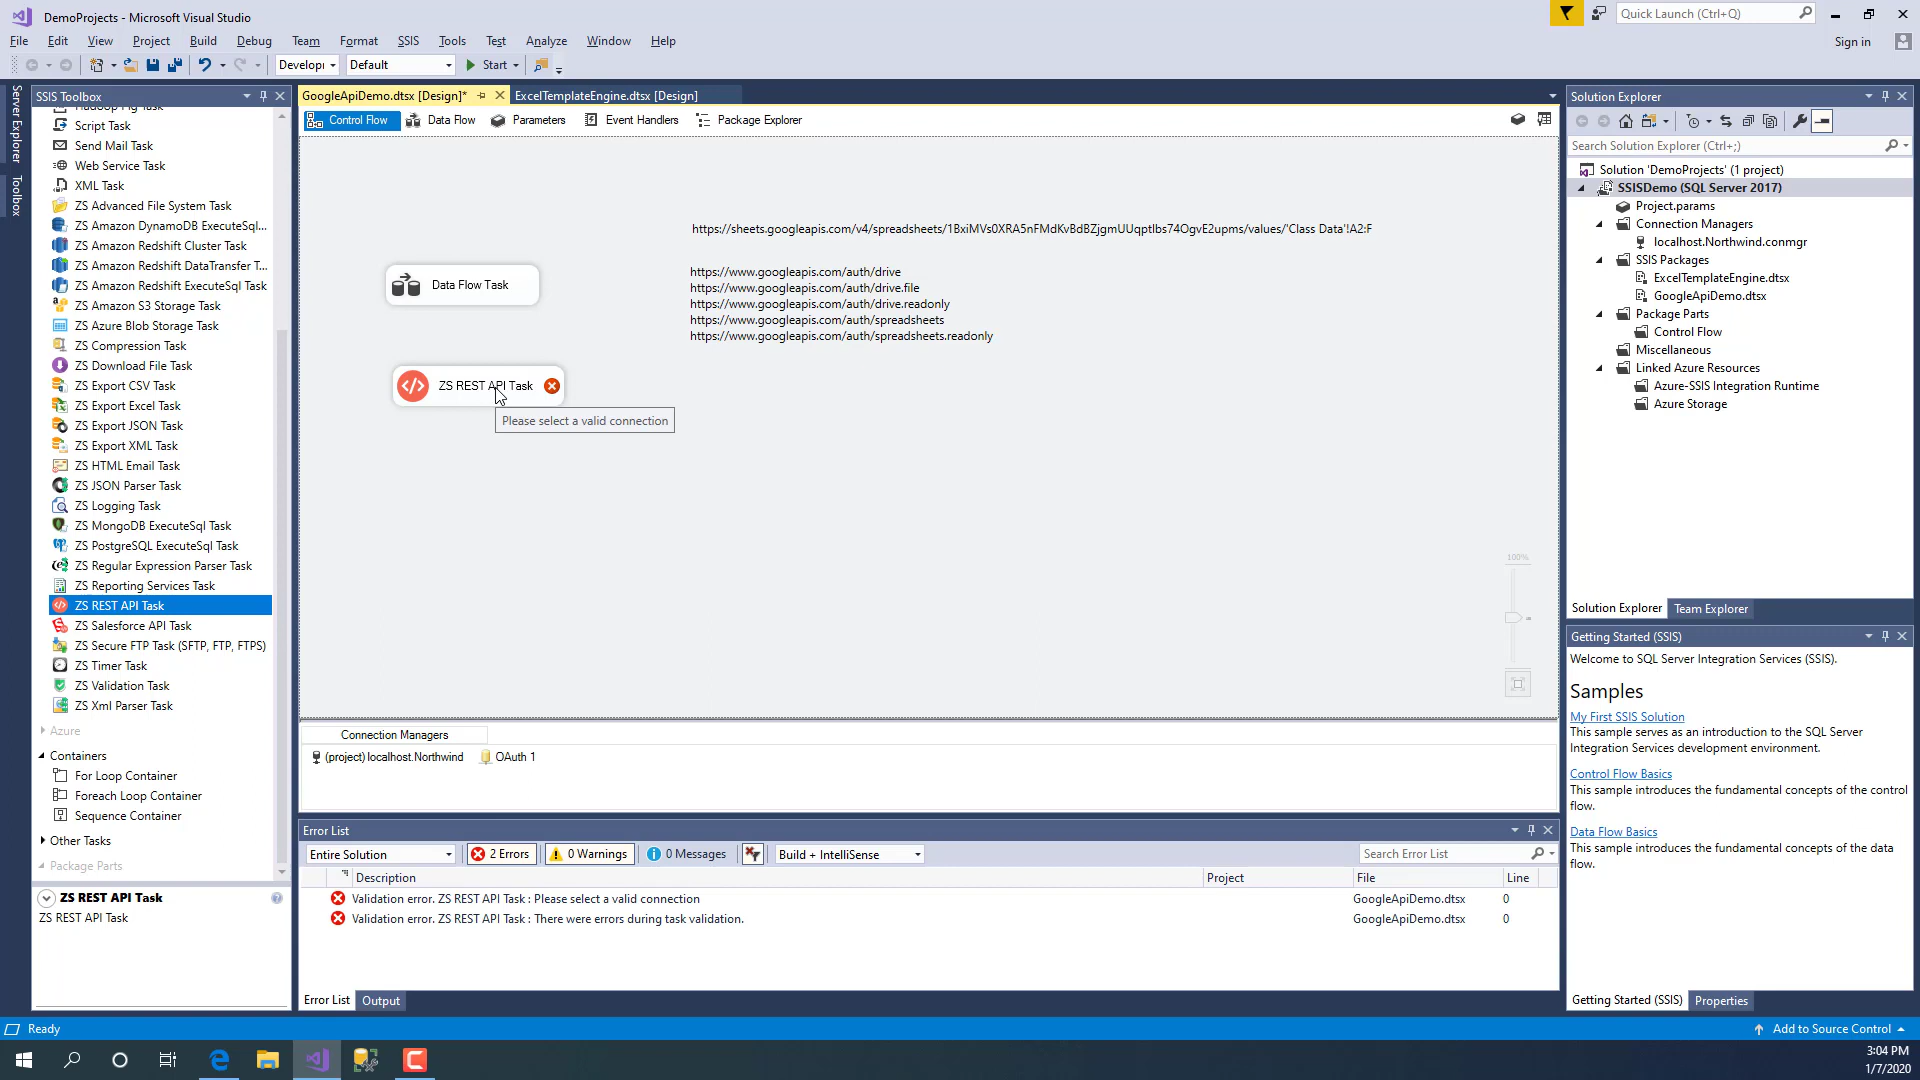 DemoProjects - Microsoft Visual Studio
Quick Launch (Ctrl+Q)
File Edit View Project Build Debug Team Format SSIS Tools Test Analyze Window Help
Sign in
Develop Default Start
Server Explorer
Toolbox
SSIS Toolbox
Hadoop Pig Task
Script Task
Send Mail Task
Web Service Task
XML Task
ZS Advanced File System Task
ZS Amazon DynamoDB ExecuteSql...
ZS Amazon Redshift Cluster Task
ZS Amazon Redshift DataTransfer T...
ZS Amazon Redshift ExecuteSql Task
ZS Amazon S3 Storage Task
ZS Azure Blob Storage Task
ZS Compression Task
ZS Download File Task
ZS Export CSV Task
ZS Export Excel Task
ZS Export JSON Task
ZS Export XML Task
ZS HTML Email Task
ZS JSON Parser Task
ZS Logging Task
ZS MongoDB ExecuteSql Task
ZS PostgreSQL ExecuteSql Task
ZS Regular Expression Parser Task
ZS Reporting Services Task
ZS REST API Task
ZS Salesforce API Task
ZS Secure FTP Task (SFTP, FTP, FTPS)
ZS Timer Task
ZS Validation Task
ZS Xml Parser Task
Azure
Containers
For Loop Container
Foreach Loop Container
Sequence Container
Other Tasks
Package Parts
ZS REST API Task
ZS REST API Task
GoogleApiDemo.dtsx [Design]* ExcelTemplateEngine.dtsx [Design]
Control Flow Data Flow Parameters Event Handlers Package Explorer
Data Flow Task
ZS REST API Task
Please select a valid connection
https://www.googleapis.com/auth/drive
https://www.googleapis.com/auth/drive.file
https://www.googleapis.com/auth/drive.readonly
https://www.googleapis.com/auth/spreadsheets
https://www.googleapis.com/auth/spreadsheets.readonly
100%
Connection Managers
(project) localhost.Northwind OAuth 1
Error List
Entire Solution 2 Errors 0 Warnings 0 Messages Build + IntelliSense Search Error List
Description Project File Line
Validation error. ZS REST API Task : Please select a valid connection GoogleApiDemo.dtsx 0
Validation error. ZS REST API Task : There were errors during task validation. GoogleApiDemo.dtsx 0
Error List Output
Solution Explorer
Search Solution Explorer (Ctrl+;)
Solution 'DemoProjects' (1 project)
SSISDemo (SQL Server 2017)
Project.params
Connection Managers
localhost.Northwind.conmgr
SSIS Packages
ExcelTemplateEngine.dtsx
GoogleApiDemo.dtsx
Package Parts
Control Flow
Miscellaneous
Linked Azure Resources
Azure-SSIS Integration Runtime
Azure Storage
Solution Explorer Team Explorer
Getting Started (SSIS)
Welcome to SQL Server Integration Services (SSIS).
Samples
My First SSIS Solution
This sample serves as an introduction to the SQL Server
Integration Services development environment.
Control Flow Basics
This sample introduces the fundamental concepts of the control
flow.
Data Flow Basics
This sample introduces the fundamental concepts of the data
flow.
Getting Started (SSIS) Properties
Ready
Add to Source Control
3:04 PM
1/7/2020